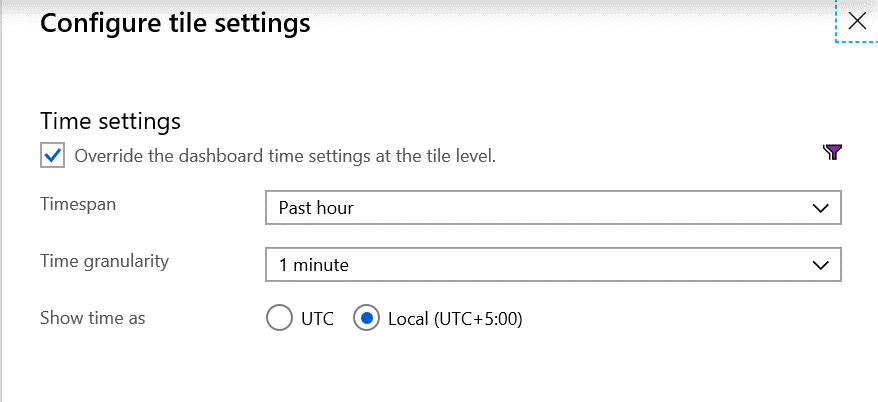 Configure tile settings
Time settings
Override the dashboard time settings at the tile level.
Timespan
Past hour
Time granularity
1 minute
Show time as
UTC
Local (UTC+5:00)